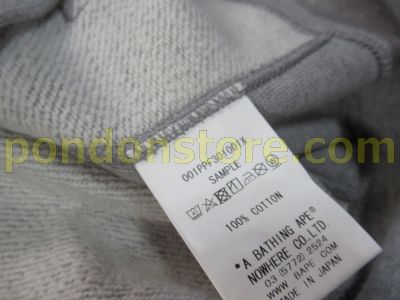 001PPF301001X
SAMPLE
100% COTTON
"A BATHING APE®
NOWHERE CO.,LTD.
03 (5772) 2524
WWW BAPE COM
MADE IN JAPAN
pondonstore.com